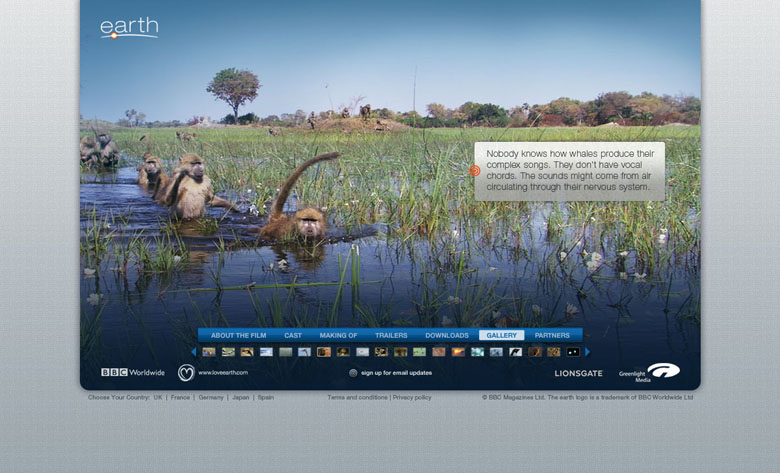 earth
Nobody knows how whales produce their
complex songs. They don't have vocal
chords. The sounds might come from air
circulating through their nervous system.
ABOUT THE FILM CAST MAKING OF TRAILERS DOWNLOADS GALLERY PARTNERS
BBC Worldwide www.loveearth.com sign up for email updates LIONSGATE Greenlight
Media
Choose Your Country: UK | France | Germany | Japan | Spain Terms and conditions | Privacy policy © BBC Magazines Ltd. The earth logo is a trademark of BBC Worldwide Ltd